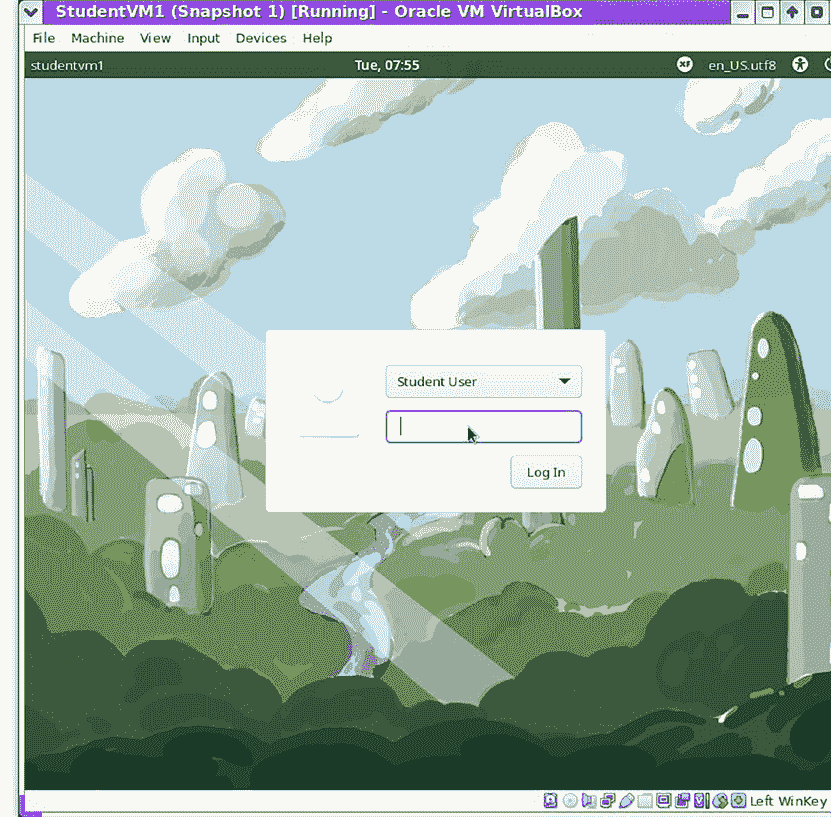 StudentVM1 (Snapshot 1) [Running] - Oracle VM VirtualBox
File Machine View Input Devices Help
studentvm1 Tue, 07:55 en_US.utf8
Student User
Log In
Left WinKey